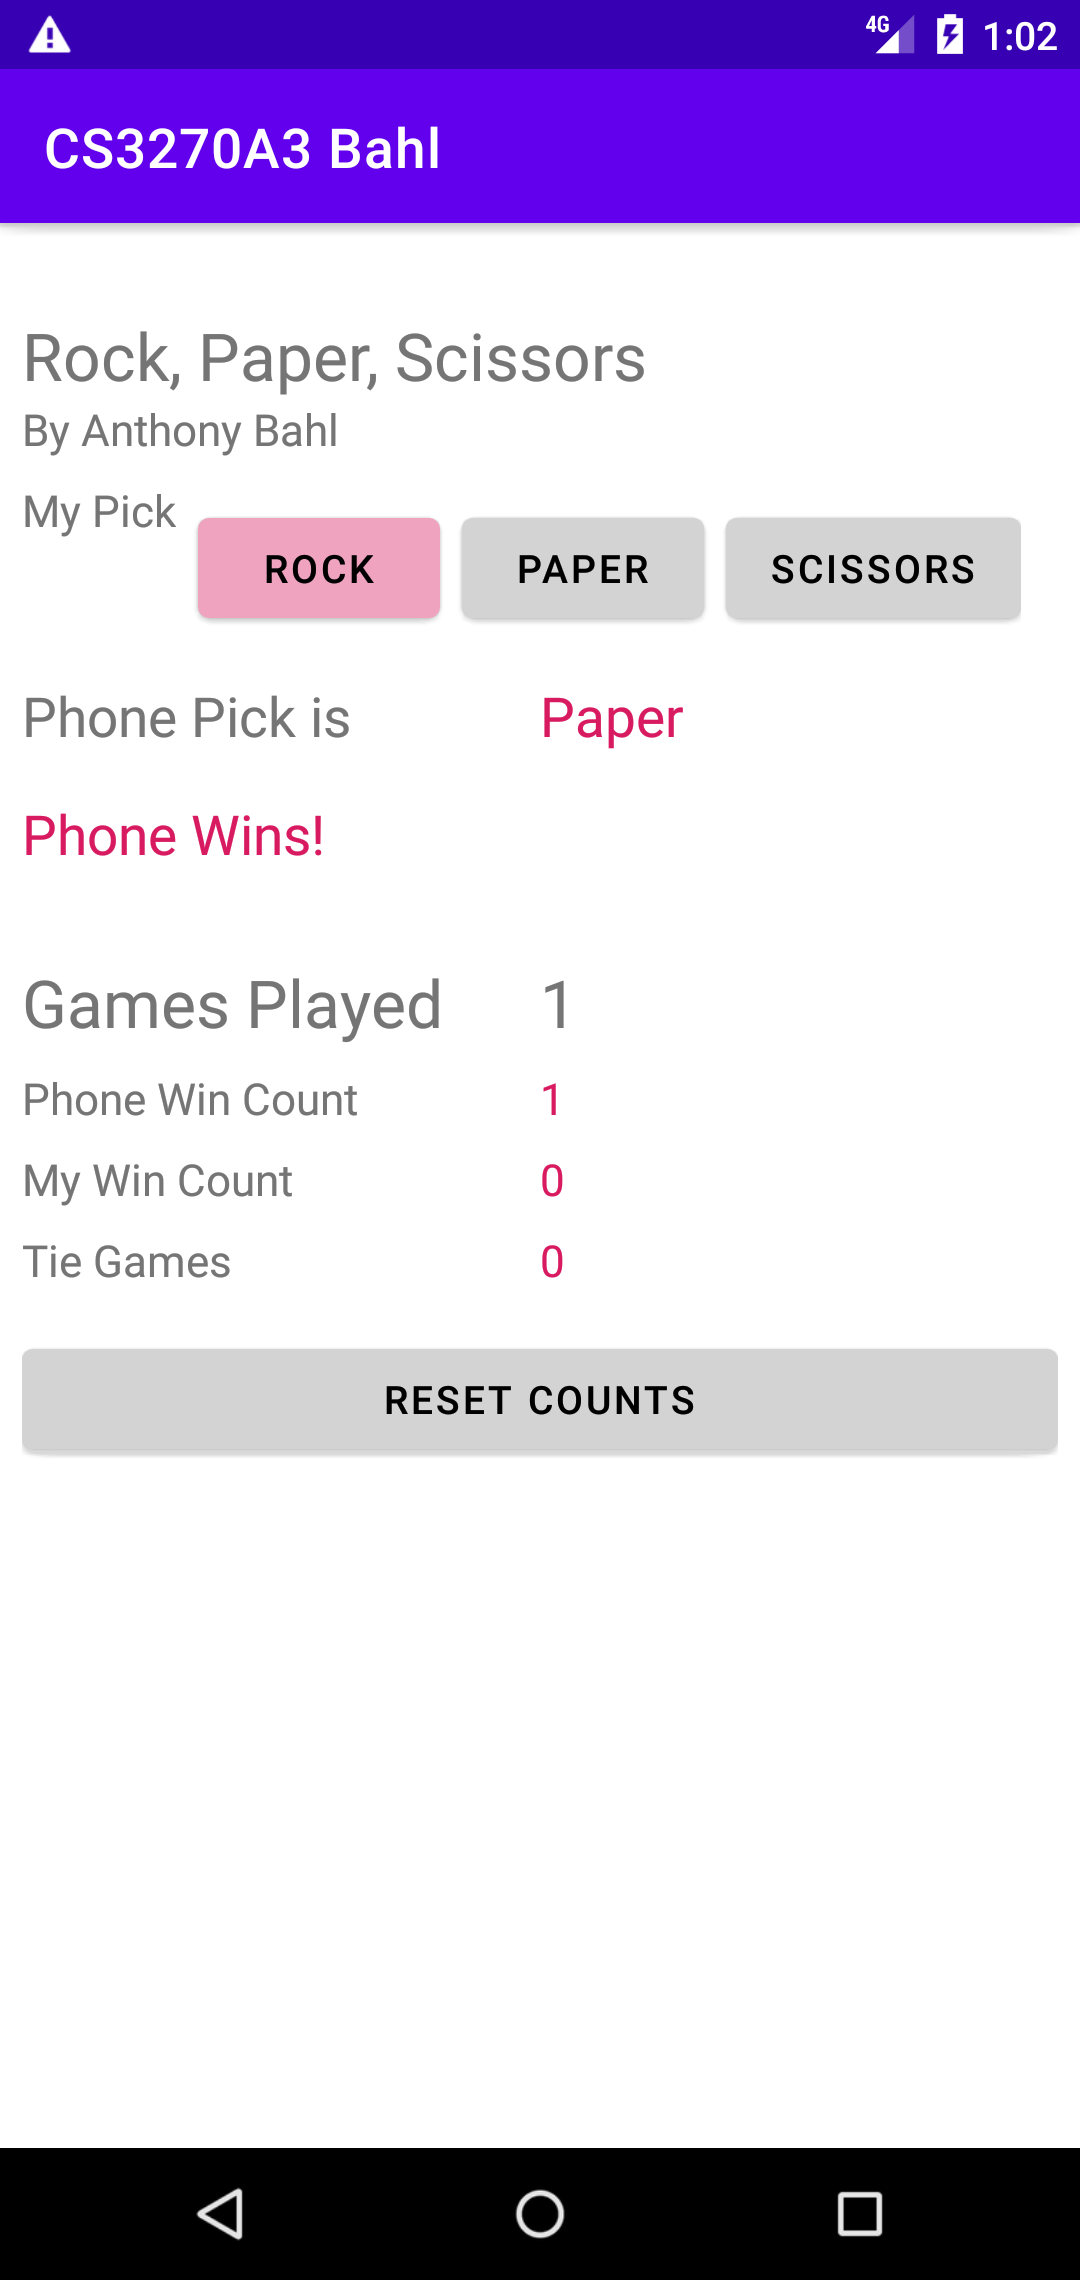 4G 1:02
CS3270A3 Bahl
Rock, Paper, Scissors
By Anthony Bahl
My Pick
ROCK PAPER SCISSORS
Phone Pick is Paper
Phone Wins!
Games Played 1
Phone Win Count 1
My Win Count 0
Tie Games 0
RESET COUNTS